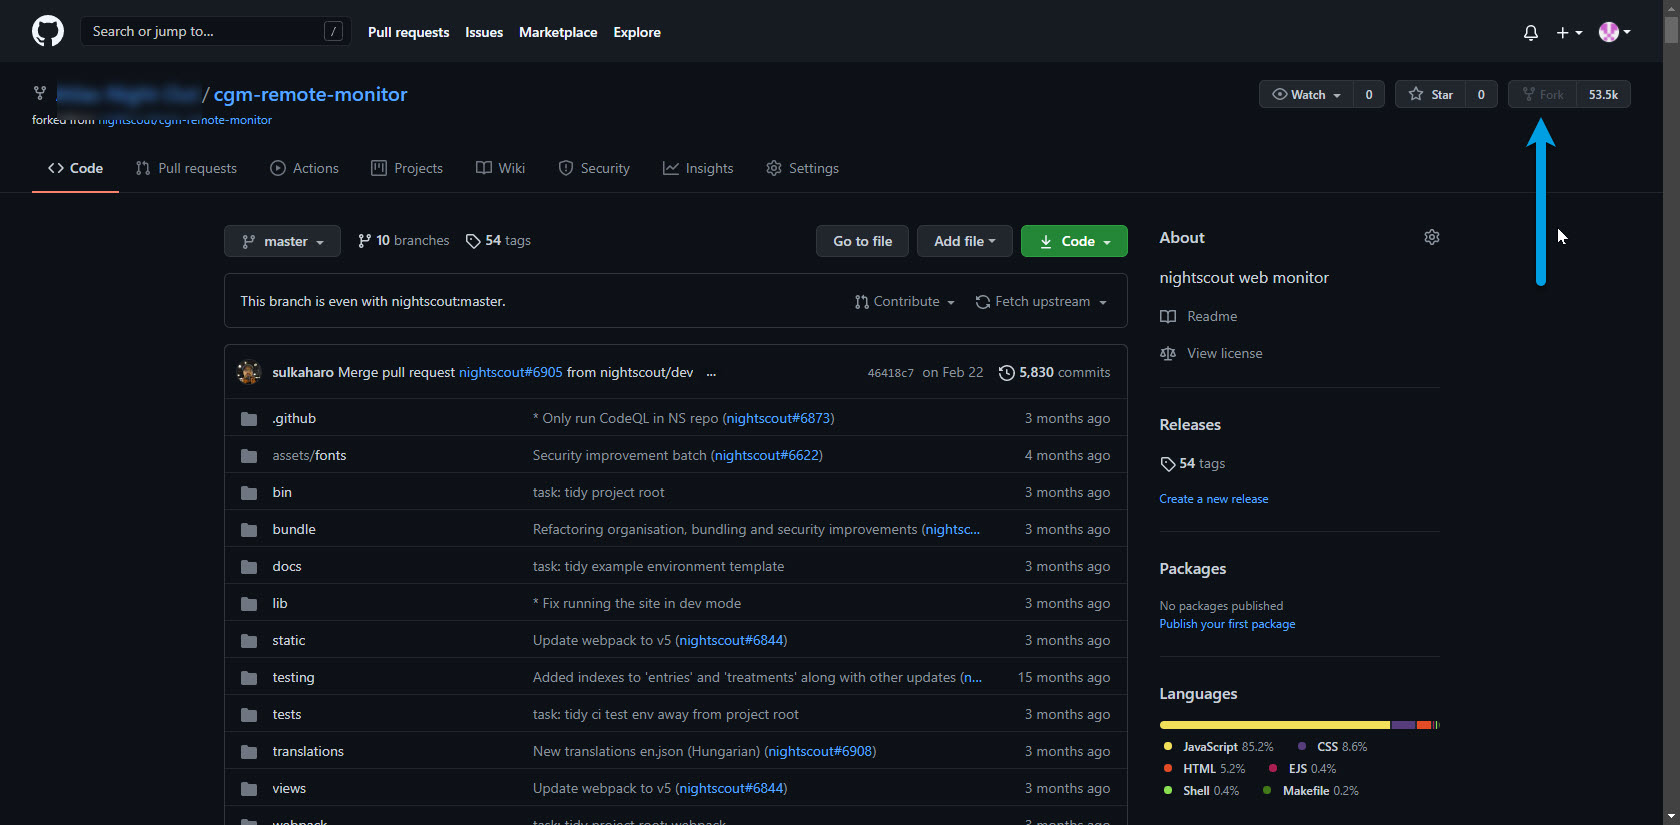 Search or jump to... /
Pull requests Issues Marketplace Explore
/ cgm-remote-monitor
Watch 0 Star 0 Fork 53.5k
forked from nightscout/cgm-remote-monitor
Code Pull requests Actions Projects Wiki Security Insights Settings
master 10 branches 54 tags Go to file Add file Code
This branch is even with nightscout:master. Contribute Fetch upstream
sulkaharo Merge pull request nightscout#6905 from nightscout/dev ... 46418c7 on Feb 22 5,830 commits
.github * Only run CodeQL in NS repo (nightscout#6873) 3 months ago
assets/fonts Security improvement batch (nightscout#6622) 4 months ago
bin task: tidy project root 3 months ago
bundle Refactoring organisation, bundling and security improvements (nightsc... 3 months ago
docs task: tidy example environment template 3 months ago
lib * Fix running the site in dev mode 3 months ago
static Update webpack to v5 (nightscout#6844) 3 months ago
testing Added indexes to 'entries' and 'treatments' along with other updates (n... 15 months ago
tests task: tidy ci test env away from project root 3 months ago
translations New translations en.json (Hungarian) (nightscout#6908) 3 months ago
views Update webpack to v5 (nightscout#6844) 3 months ago
webpack task: tidy project root: webpack 3 months ago
About
nightscout web monitor
Readme
View license
Releases
54 tags
Create a new release
Packages
No packages published
Publish your first package
Languages
JavaScript 85.2% CSS 8.6%
HTML 5.2% EJS 0.4%
Shell 0.4% Makefile 0.2%